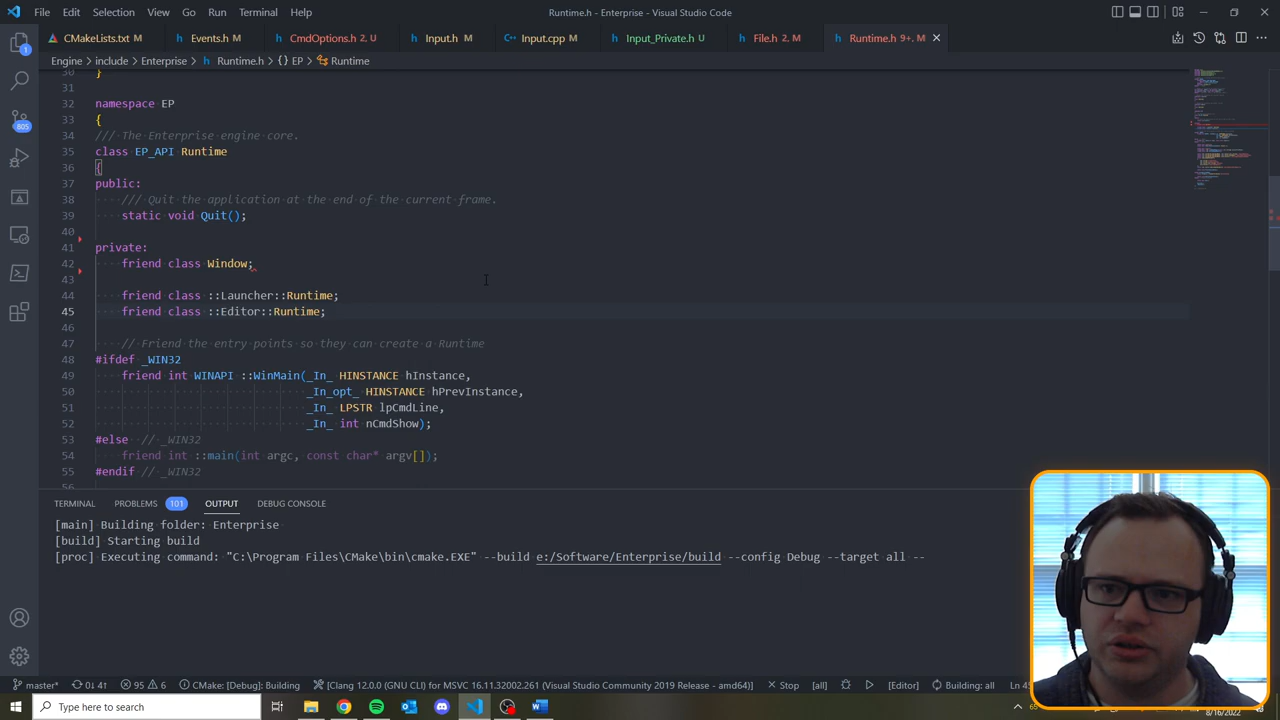 File Edit Selection View Go Run Terminal Help
Runtime.h - Enterprise - Visual Studio Code
CMakeLists.txt M
Events.h M
CmdOptions.h 2, U
Input.h M
Input.cpp M
Input_Private.h U
File.h 2, M
Runtime.h 9+, M
Engine > include > Enterprise > Runtime.h > {} EP > Runtime
30 }
31
32 namespace EP
33 {
34 /// The Enterprise engine core.
35 class EP_API Runtime
36 {
37 public:
38 /// Quit the application at the end of the current frame.
39 static void Quit();
40
41 private:
42 friend class Window;
43
44 friend class ::Launcher::Runtime;
45 friend class ::Editor::Runtime;
46
47 // Friend the entry points so they can create a Runtime
48 #ifdef _WIN32
49 friend int WINAPI ::WinMain(_In_ HINSTANCE hInstance,
50 _In_opt_ HINSTANCE hPrevInstance,
51 _In_ LPSTR lpCmdLine,
52 _In_ int nCmdShow);
53 #else // _WIN32
54 friend int ::main(int argc, const char* argv[]);
55 #endif // _WIN32
56
1
805
TERMINAL PROBLEMS 101 OUTPUT DEBUG CONSOLE
[main] Building folder: Enterprise
[build] Starting build
[proc] Executing command: "C:\Program Files\CMake\bin\cmake.EXE" --build c:/Software/Enterprise/build --config Debug --target all --
master* 0↓ 4↑ 95 6 CMake: [Debug]: Building [Clang 12.0.0 (GNU CLI) for MSVC 16.11.32002.261 (Visual Studio Community 2019 Release - amd64)] Stop [all] [Editor] Building: all
Type here to search
8/16/2022